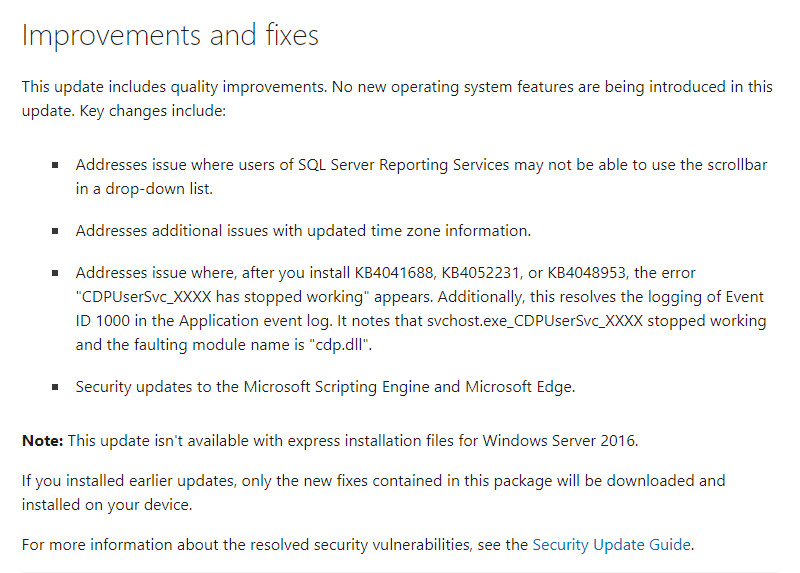 Improvements and fixes
This update includes quality improvements. No new operating system features are being introduced in this
update. Key changes include:
Addresses issue where users of SQL Server Reporting Services may not be able to use the scrollbar
in a drop-down list.
Addresses additional issues with updated time zone information.
Addresses issue where, after you install KB4041688, KB4052231, or KB4048953, the error
"CDPUserSvc_XXXX has stopped working" appears. Additionally, this resolves the logging of Event
ID 1000 in the Application event log. It notes that svchost.exe_CDPUserSvc_XXXX stopped working
and the faulting module name is "cdp.dll".
Security updates to the Microsoft Scripting Engine and Microsoft Edge.
Note: This update isn't available with express installation files for Windows Server 2016.
If you installed earlier updates, only the new fixes contained in this package will be downloaded and
installed on your device.
For more information about the resolved security vulnerabilities, see the Security Update Guide.